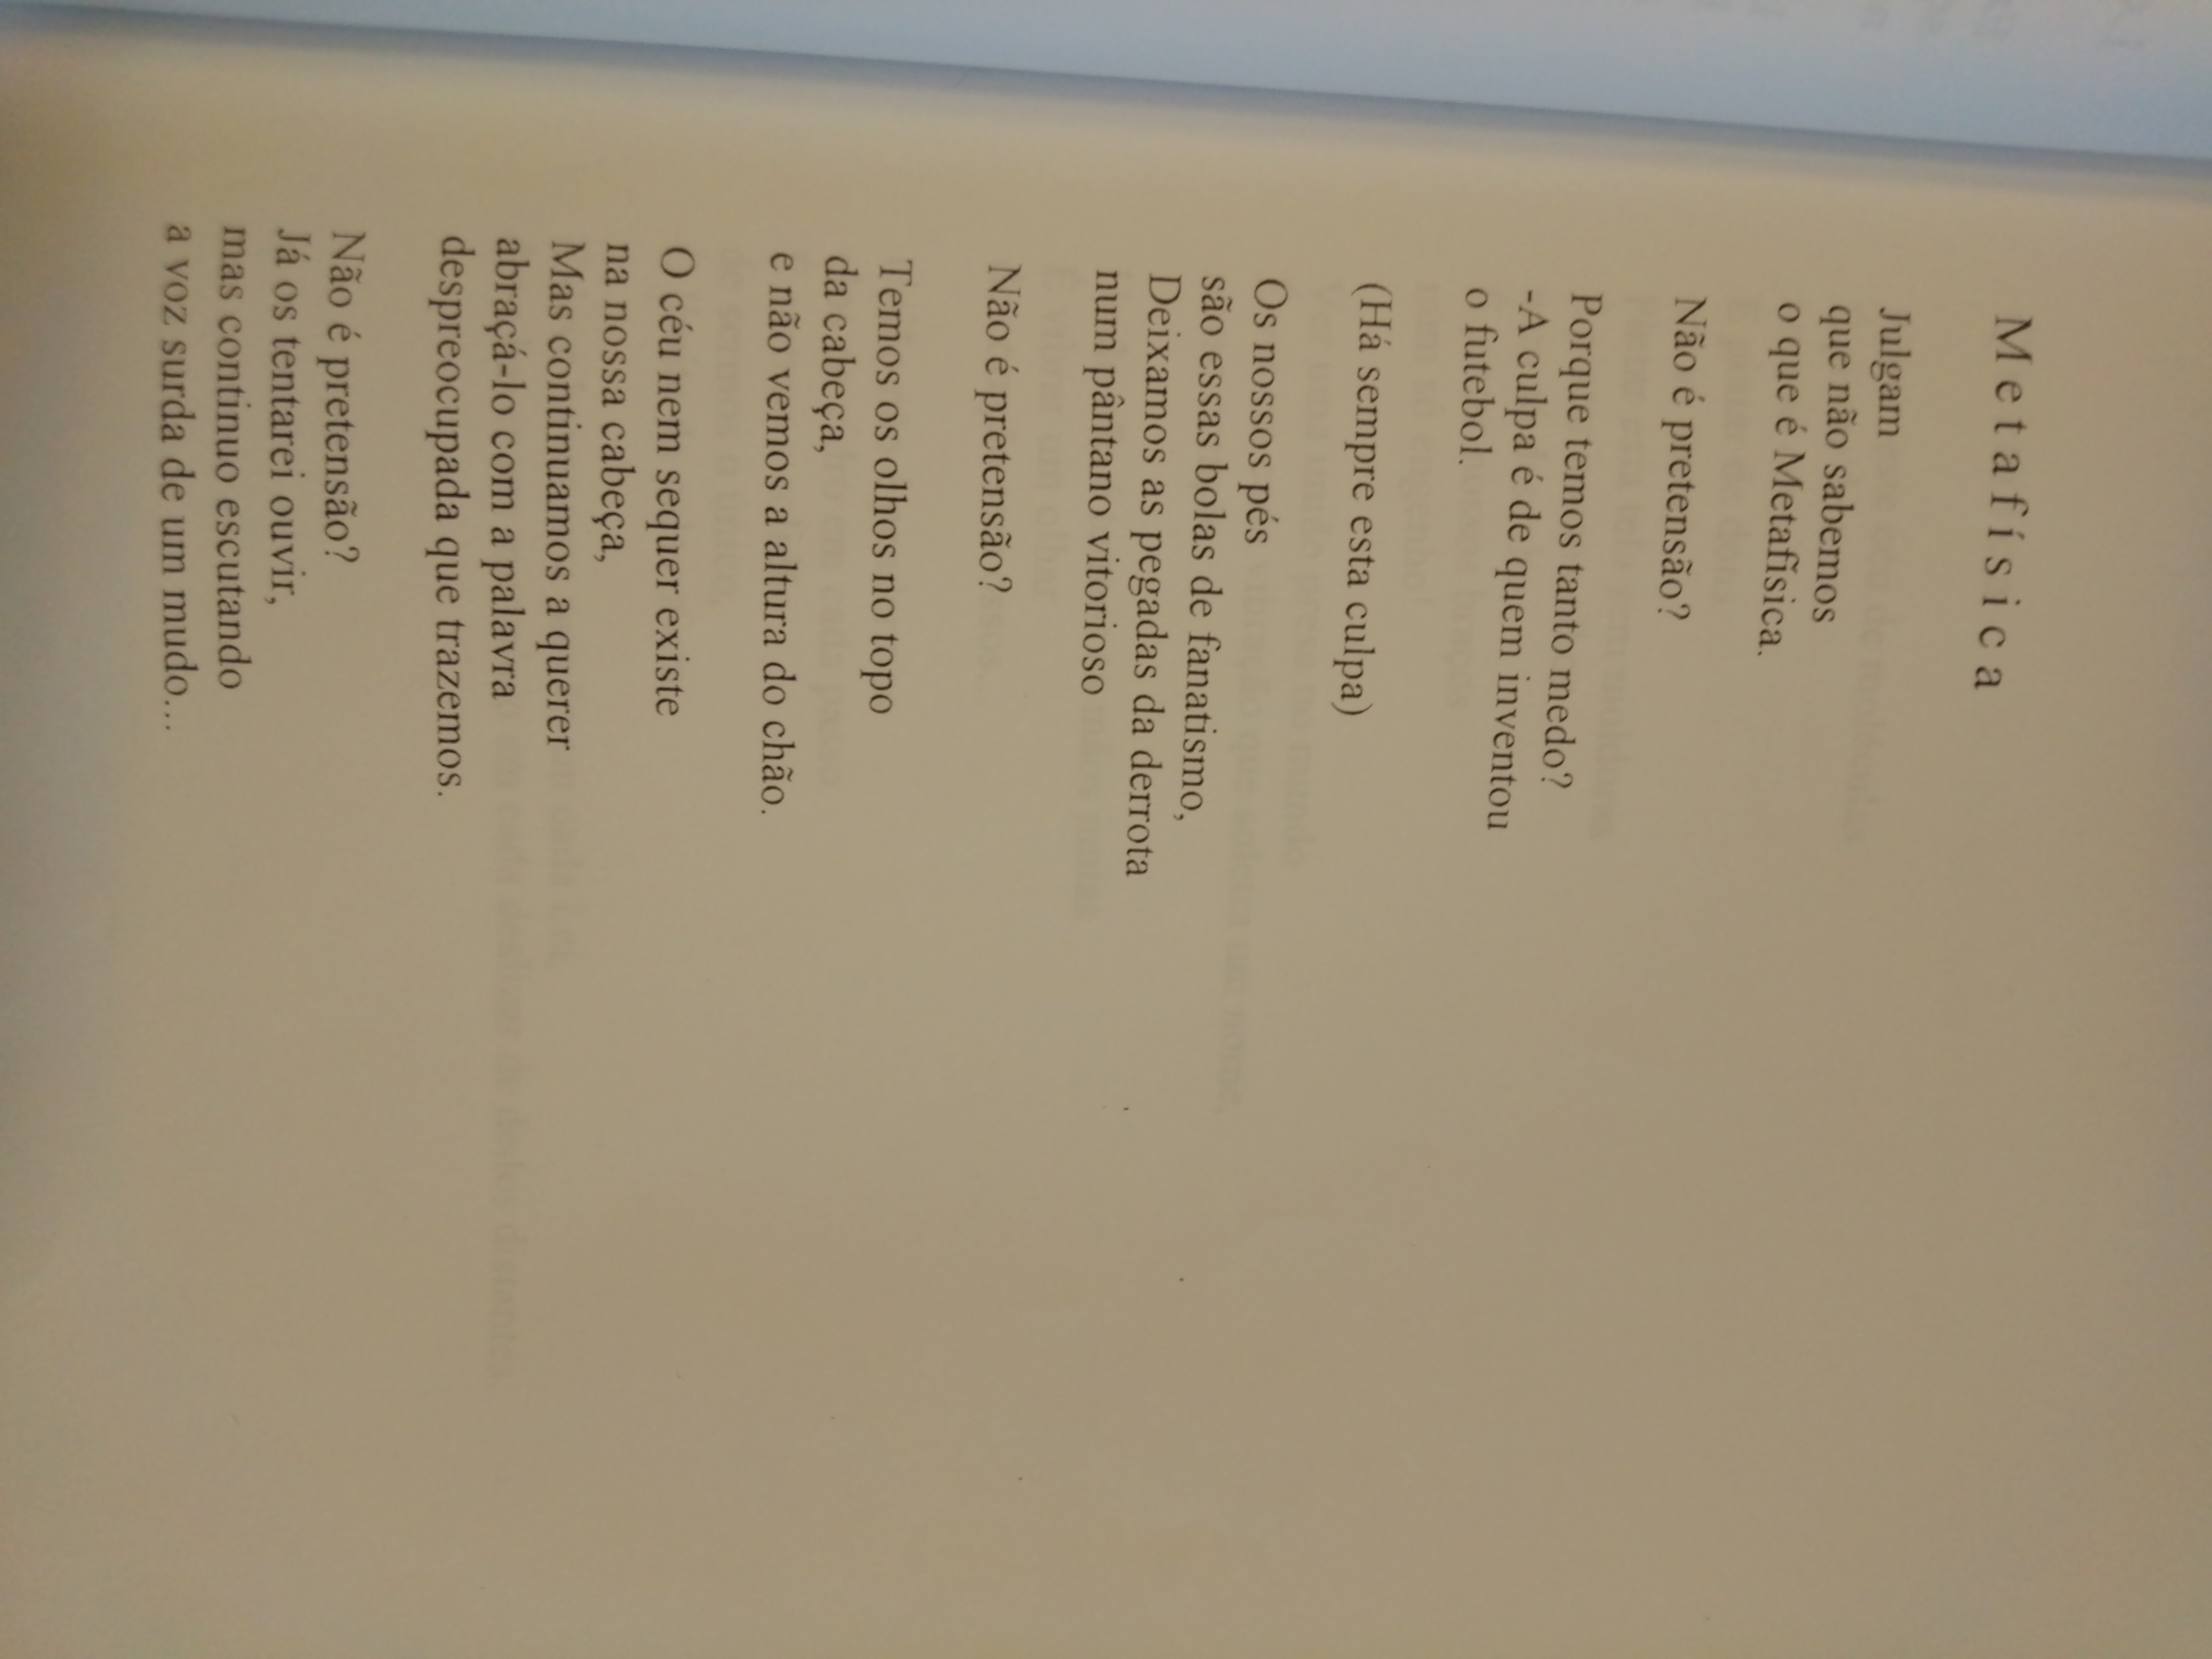 Metafísica
Julgam
que não sabemos
o que é Metafísica.
Não é pretensão?
Porque temos tanto medo?
-A culpa é de quem inventou
o futebol.
(Há sempre esta culpa)
Os nossos pés
são essas bolas de fanatismo,
Deixamos as pegadas da derrota
num pântano vitorioso
Não é pretensão?
Temos os olhos no topo
da cabeça,
e não vemos a altura do chão.
O céu nem sequer existe
na nossa cabeça,
Mas continuamos a querer
abraçá-lo com a palavra
despreocupada que trazemos.
Não é pretensão?
Já os tentarei ouvir,
mas continuo escutando
a voz surda de um mudo...